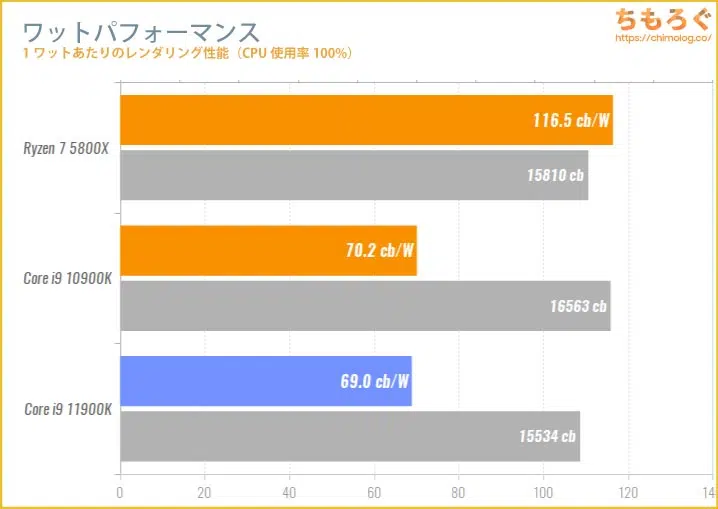 ワットパフォーマンス
1 ワットあたりのレンダリング性能（CPU 使用率 100%）
ちもろぐ
https://chimolog.co/
Ryzen 7 5800X
116.5 cb/W
15810 cb
Core i9 10900K
70.2 cb/W
16563 cb
Core i9 11900K
69.0 cb/W
15534 cb
0 20 40 60 80 100 120 14